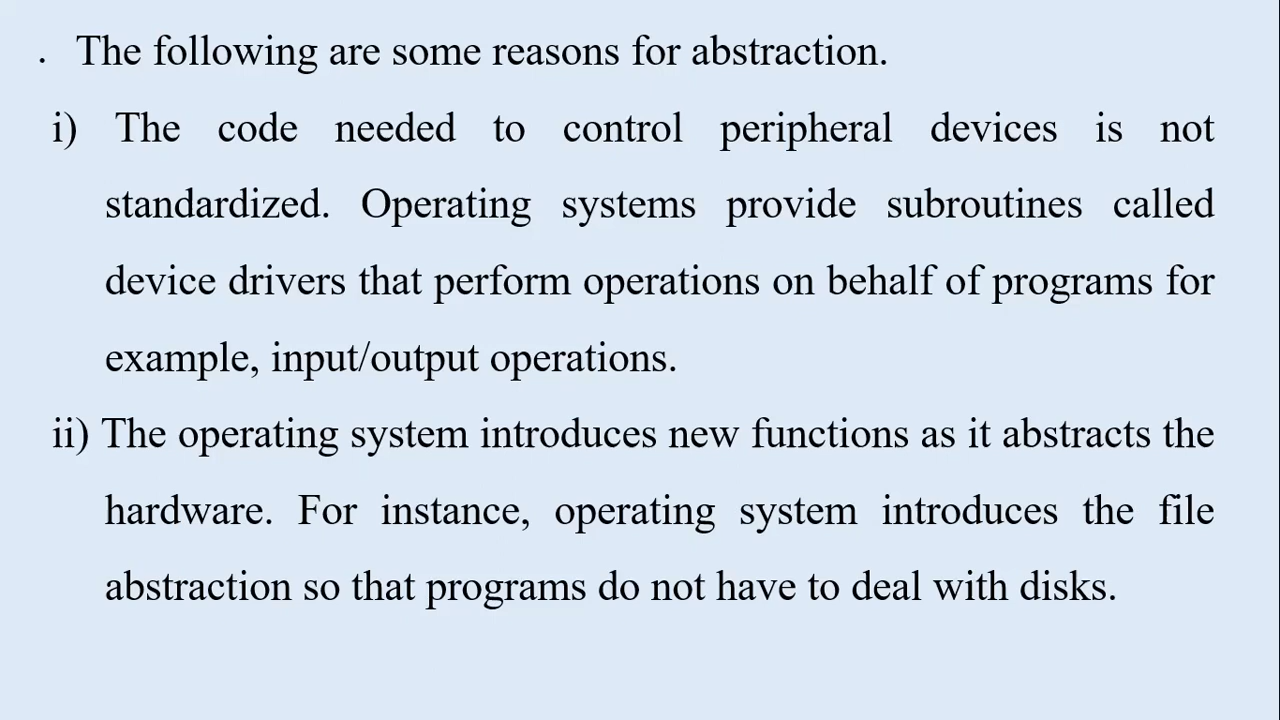 . The following are some reasons for abstraction.
i) The code needed to control peripheral devices is not
standardized. Operating systems provide subroutines called
device drivers that perform operations on behalf of programs for
example, input/output operations.
ii) The operating system introduces new functions as it abstracts the
hardware. For instance, operating system introduces the file
abstraction so that programs do not have to deal with disks.